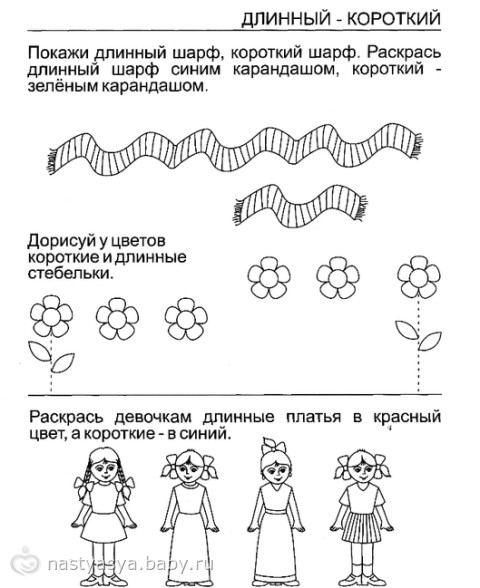 ДЛИННЫЙ - КОРОТКИЙ
Покажи длинный шарф, короткий шарф. Раскрась
длинный шарф синим карандашом, короткий -
зелёным карандашом.
Дорисуй у цветов
короткие и длинные
стебельки.
Раскрась девочкам длинные платья в красный
цвет, а короткие - в синий.
nastyasya.baby.ru